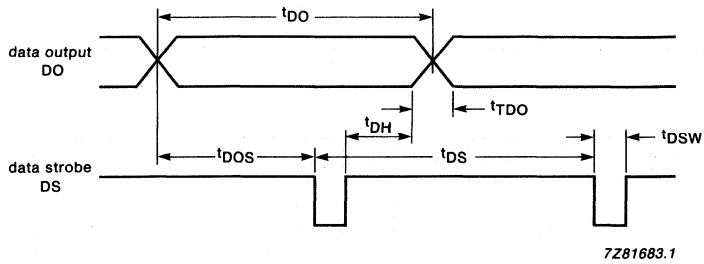 tDO
data output
DO
tTDO
tDH
tDSW
tDOS
tDS
data strobe
DS
7Z81683.1